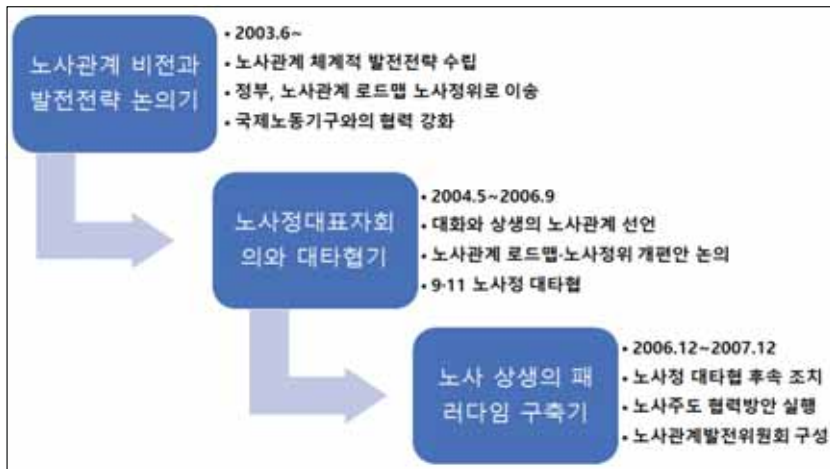 노사관계 비전과
발전전략 논의기
• 2003.6~
• 노사관계 체계적 발전전략 수립
• 정부, 노사관계 로드맵 노사정위로 이송
• 국제노동기구와의 협력 강화
노사정대표자회
의와 대타협기
• 2004.5~2006.9
• 대화와 상생의 노사관계 선언
• 노사관계 로드맵·노사정위 개편안 논의
• 9·11 노사정 대타협
노사 상생의 패
러다임 구축기
• 2006.12~2007.12
• 노사정 대타협 후속 조치
• 노사주도 협력방안 실행
• 노사관계발전위원회 구성